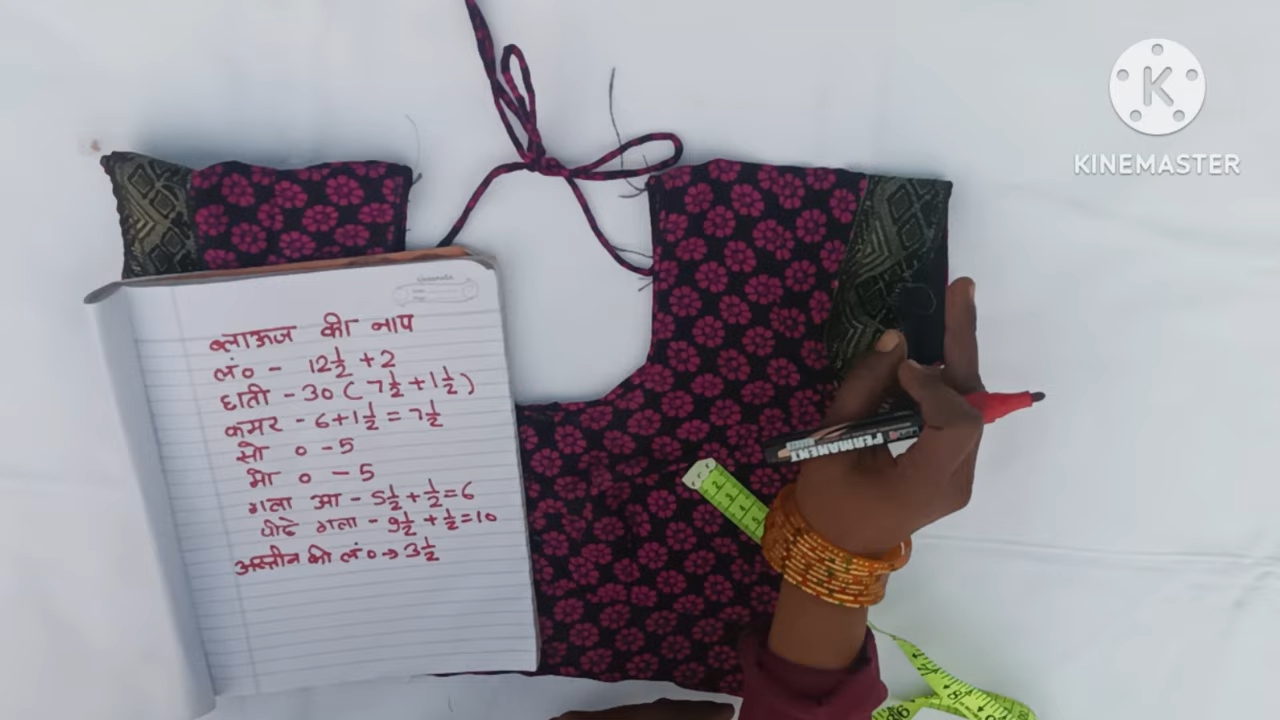 ब्लाऊज की नाप
लं० - 12½ + 2
छाती - 30 ( 7½ + 1½ )
कमर - 6 + 1½ = 7½
सो ० - 5
मो ० - 5
गला आ - 5½ + ½ = 6
पीछे गला - 9½ + ½ = 10
अस्तीन की लं० → 3½
PERMANENT
KINEMASTER